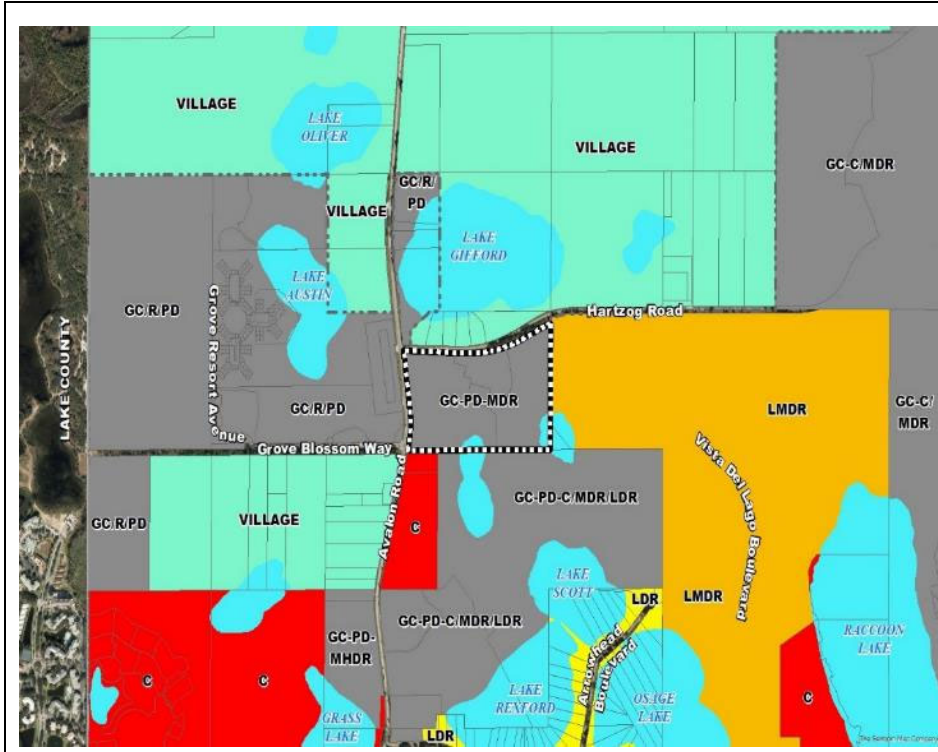 VILLAGE
LAKE
OLIVER
VILLAGE
GC-C/MDR
GC/R/
PD
VILLAGE
LAKE
GIFFORD
LAKE
AUSTIN
GC/R/PD
Grove Resort Avenue
Hartzog Road
LAKE COUNTY
GC-PD-MDR
GC/R/PD
LMDR
GC-C/
MDR
Grove Blossom Way
Vista Del Lago Boulevard
GC/R/PD
VILLAGE
Avalon Road
C
GC-PD-C/MDR/LDR
LAKE
SCOTT
LDR
LMDR
GC-PD-C/MDR/LDR
GC-PD-
MHDR
Arrowhead
Boulevard
RACCOON
LAKE
C
C
LAKE
REXFORD
OSAGE
LAKE
C
GRASS
LAKE
LDR